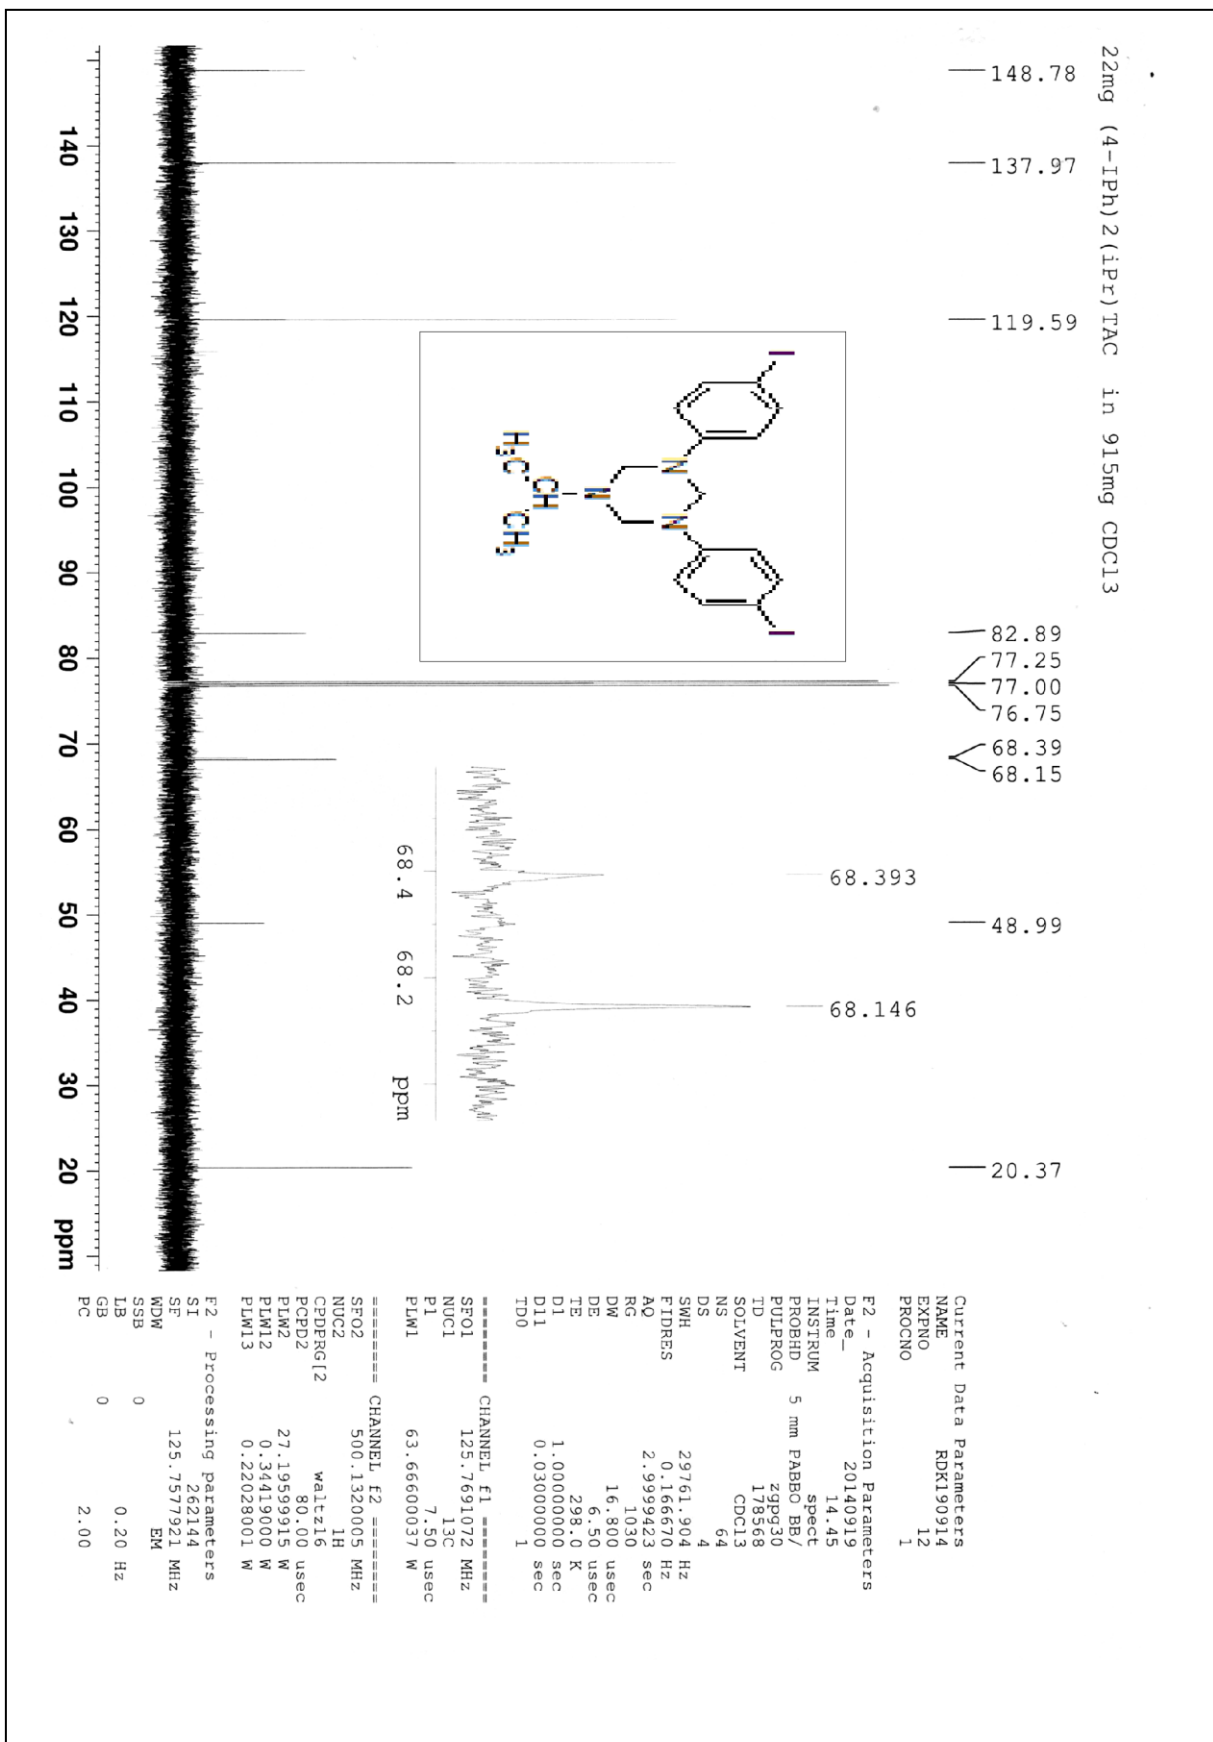 22mg (4-IPh)2(iPr)TAC in 915mg CDCl3
148.78
137.97
119.59
82.89
77.25
77.00
76.75
68.39
68.15
48.99
20.37
I
I
N
N
N
CH
H3C
CH3
68.393
68.146
68.4 68.2 ppm
140 130 120 110 100 90 80 70 60 50 40 30 20 ppm
Current Data Parameters
NAME RDK190914
EXPNO 12
PROCNO 1
F2 - Acquisition Parameters
Date_ 20140919
Time 14.45
INSTRUM spect
PROBHD 5 mm PABBO BB/
PULPROG zgpg30
TD 178568
SOLVENT CDCl3
NS 64
DS 4
SWH 29761.904 Hz
FIDRES 0.166670 Hz
AQ 2.9999423 sec
RG 1030
DW 16.800 usec
DE 6.50 usec
TE 298.0 K
D1 1.00000000 sec
D11 0.03000000 sec
TD0 1
======== CHANNEL f1 ========
SFO1 125.7691072 MHz
NUC1 13C
P1 7.50 usec
PLW1 63.66600037 W
======== CHANNEL f2 ========
SFO2 500.1320005 MHz
NUC2 1H
CPDPRG[2 waltz16
PCPD2 80.00 usec
PLW2 27.19599915 W
PLW12 0.34419000 W
PLW13 0.22028001 W
F2 - Processing parameters
SI 262144
SF 125.7577921 MHz
WDW EM
SSB 0
LB 0.20 Hz
GB 0
PC 2.00